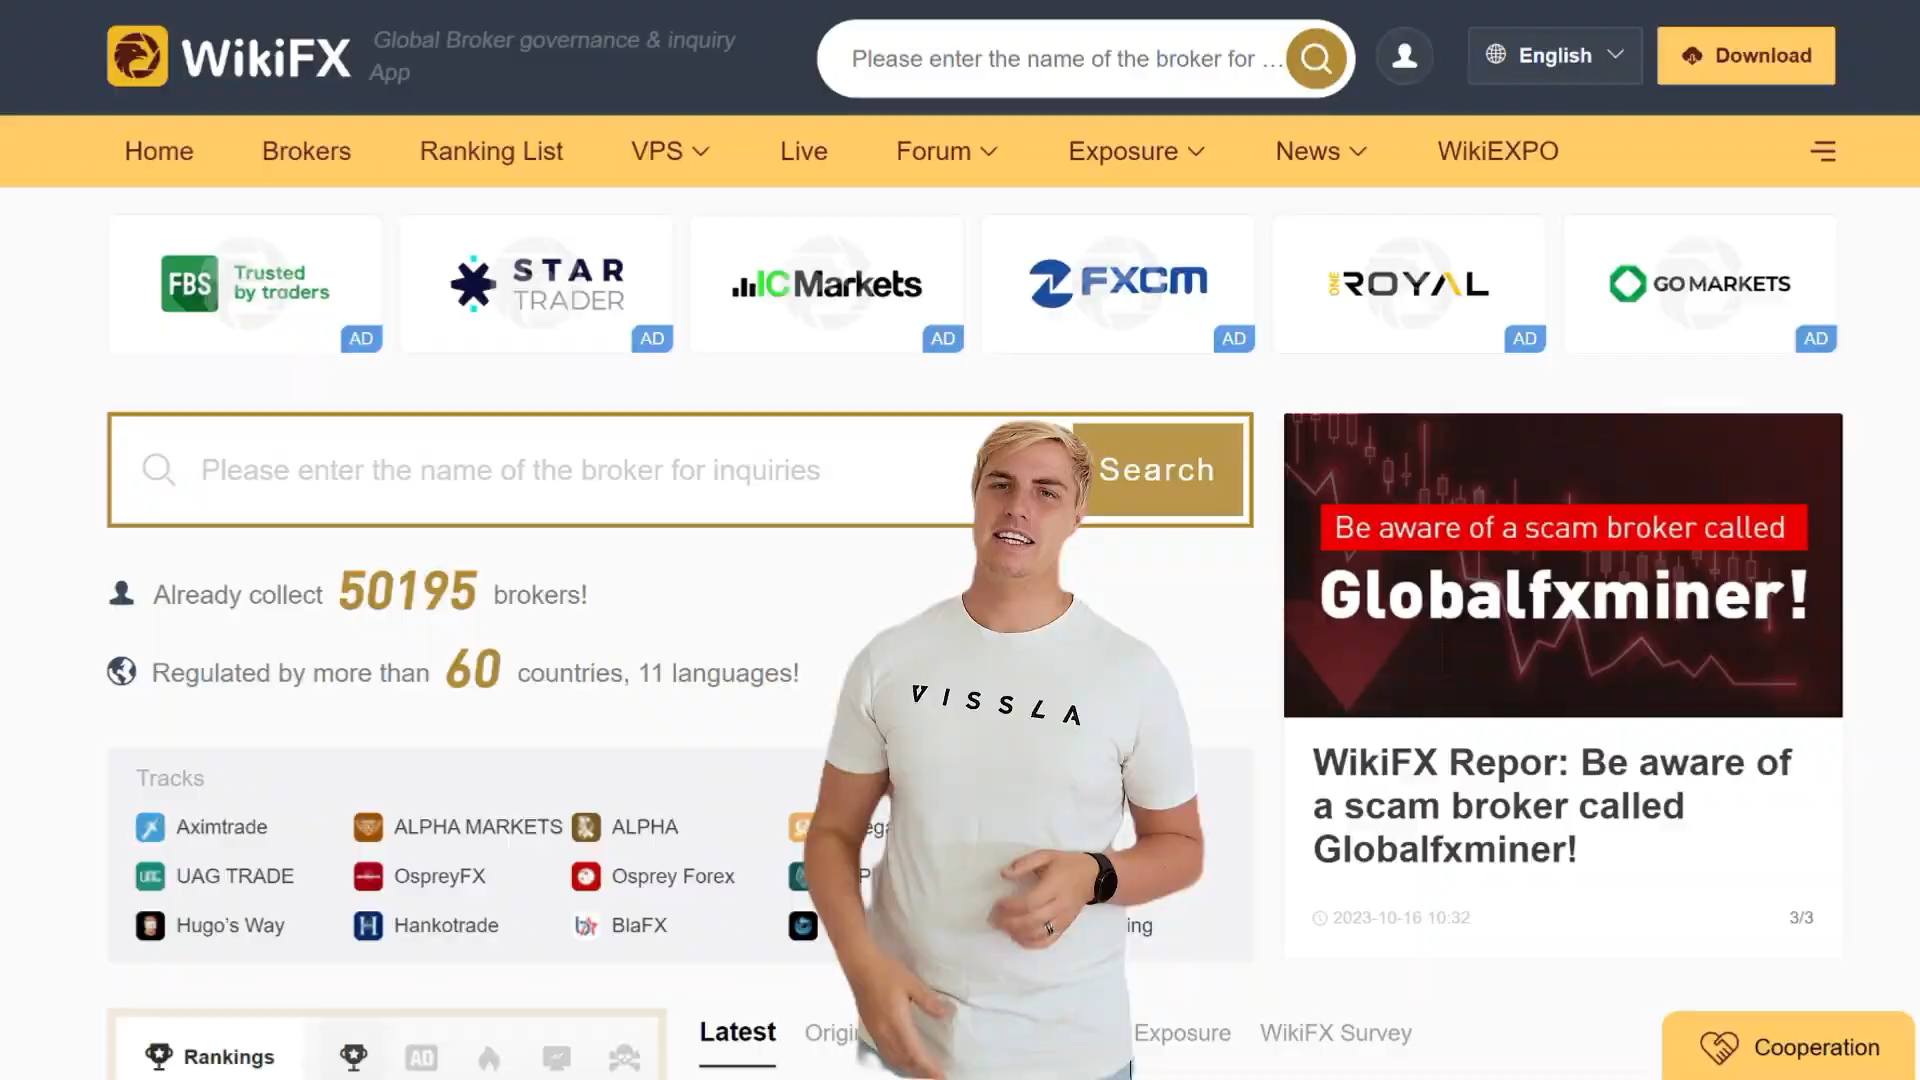 WikiFX
Global Broker governance & inquiry
App
Please enter the name of the broker for ...
English
Download
Home
Brokers
Ranking List
VPS
Live
Forum
Exposure
News
WikiEXPO
FBS
Trusted
by traders
AD
STAR
TRADER
AD
IC Markets
AD
FXCM
AD
ONE ROYAL
AD
GO MARKETS
AD
Please enter the name of the broker for inquiries
Search
Already collect 50195 brokers!
Regulated by more than 60 countries, 11 languages!
Be aware of a scam broker called
Globalfxminer!
VISSLA
WikiFX Repor: Be aware of
a scam broker called
Globalfxminer!
2023-10-16 10:32
3/3
Tracks
Aximtrade
ALPHA MARKETS
ALPHA
UAG TRADE
OspreyFX
Osprey Forex
Hugo's Way
Hankotrade
BlaFX
Rankings
AD
Latest
Exposure
WikiFX Survey
Cooperation